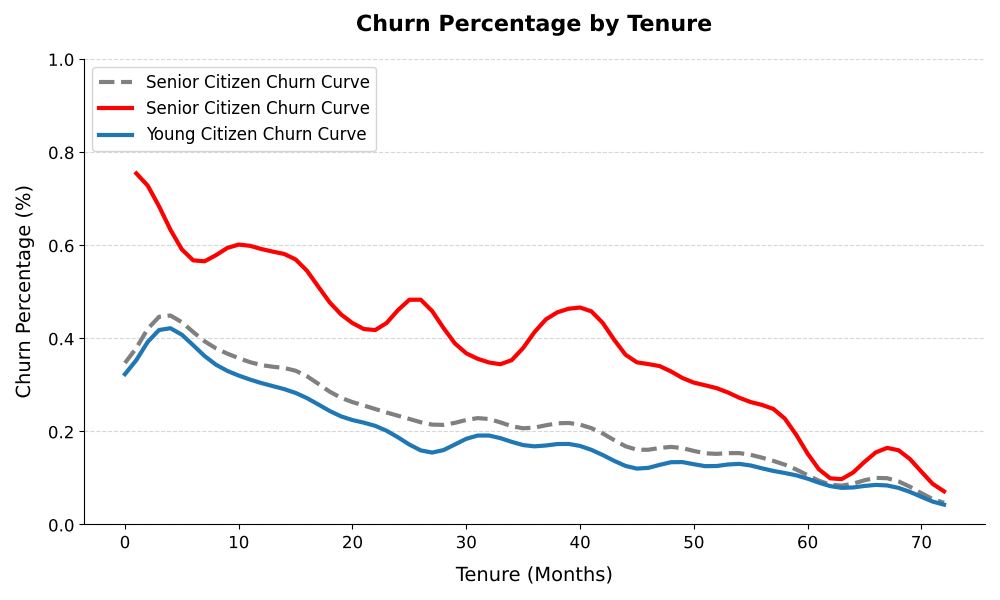 Churn Percentage by Tenure
Senior Citizen Churn Curve
Senior Citizen Churn Curve
Young Citizen Churn Curve
Churn Percentage (%)
1.0
0.8
0.6
0.4
0.2
0.0
0 10 20 30 40 50 60 70
Tenure (Months)